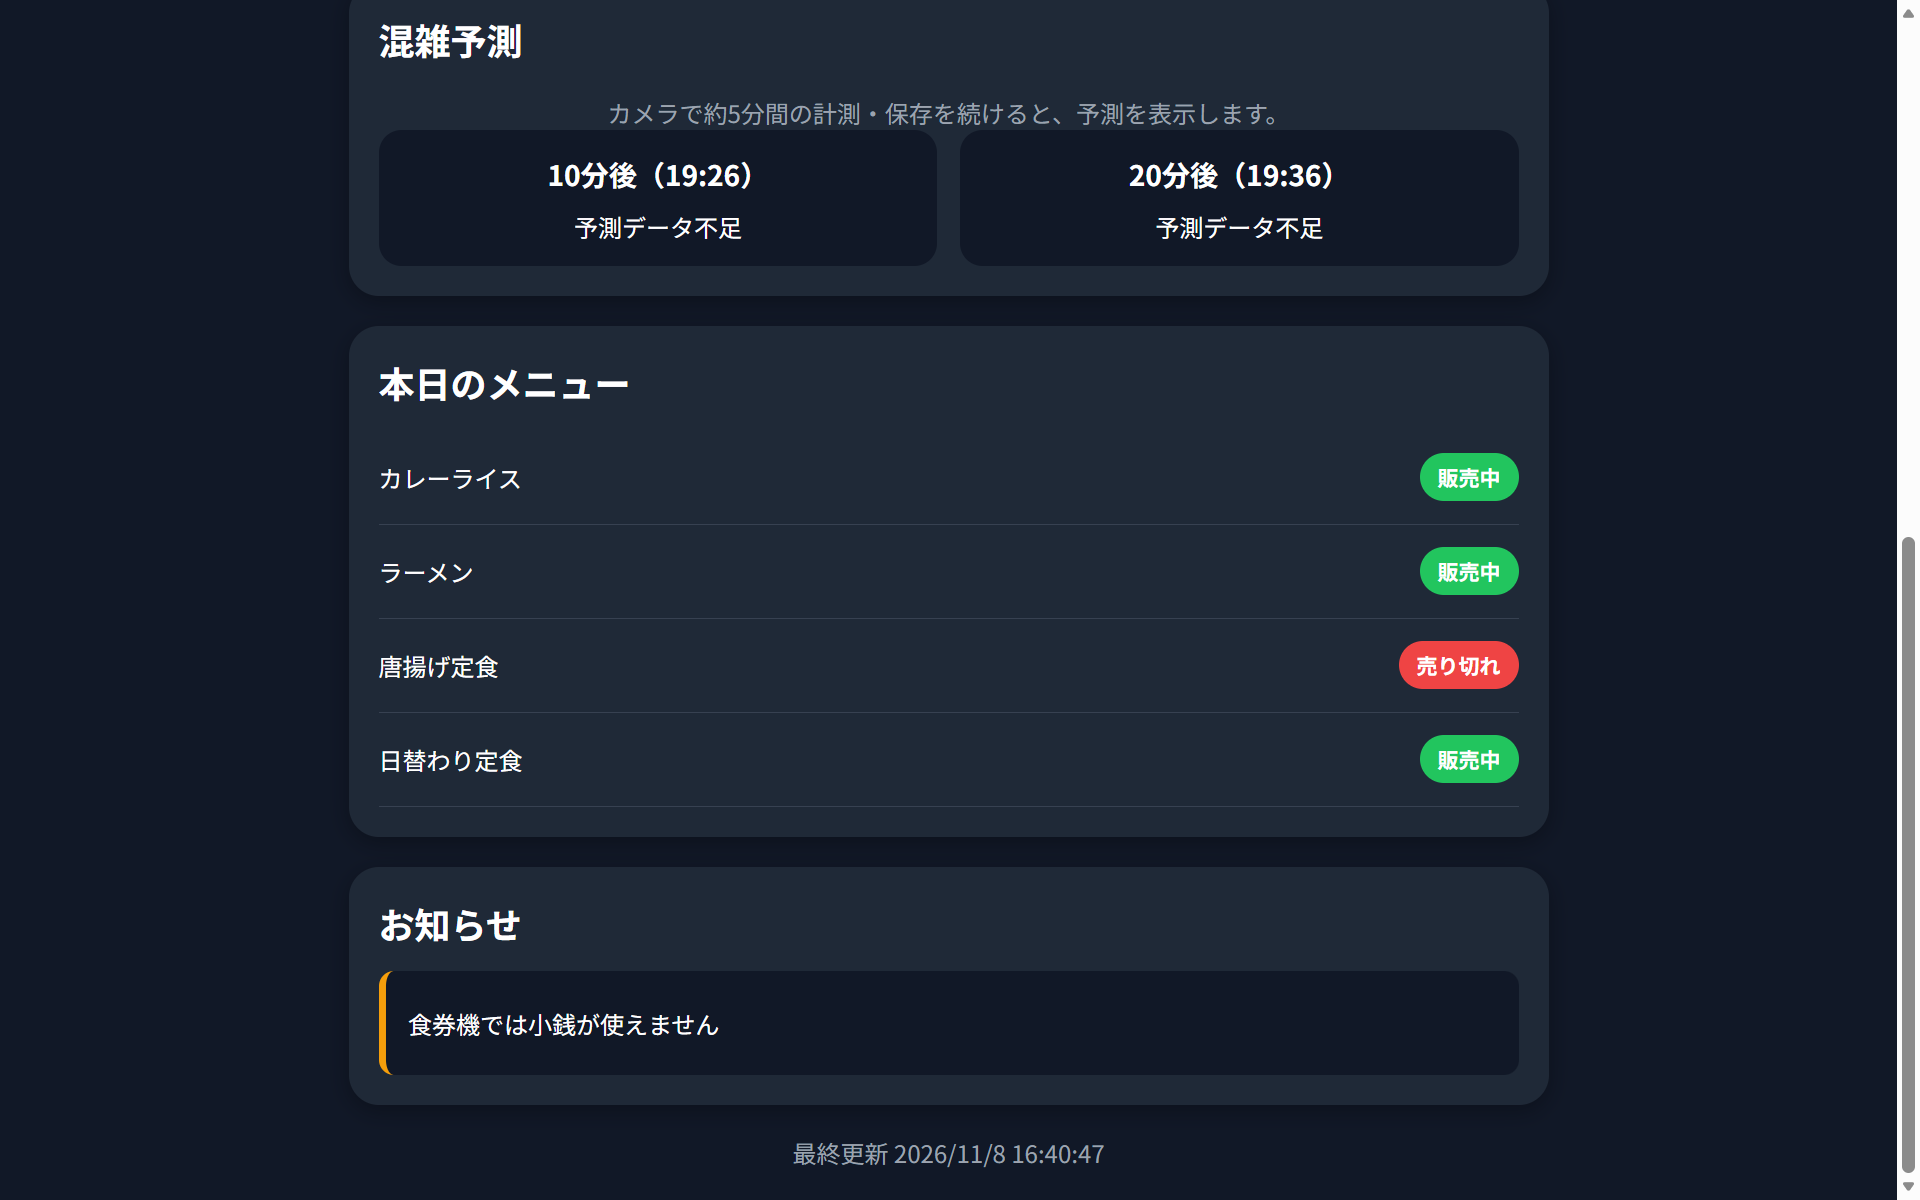 混雑予測
カメラで約5分間の計測・保存を続けると、予測を表示します。
10分後（19:26）
予測データ不足
20分後（19:36）
予測データ不足
本日のメニュー
カレーライス
販売中
ラーメン
販売中
唐揚げ定食
売り切れ
日替わり定食
販売中
お知らせ
食券機では小銭が使えません
最終更新 2026/11/8 16:40:47